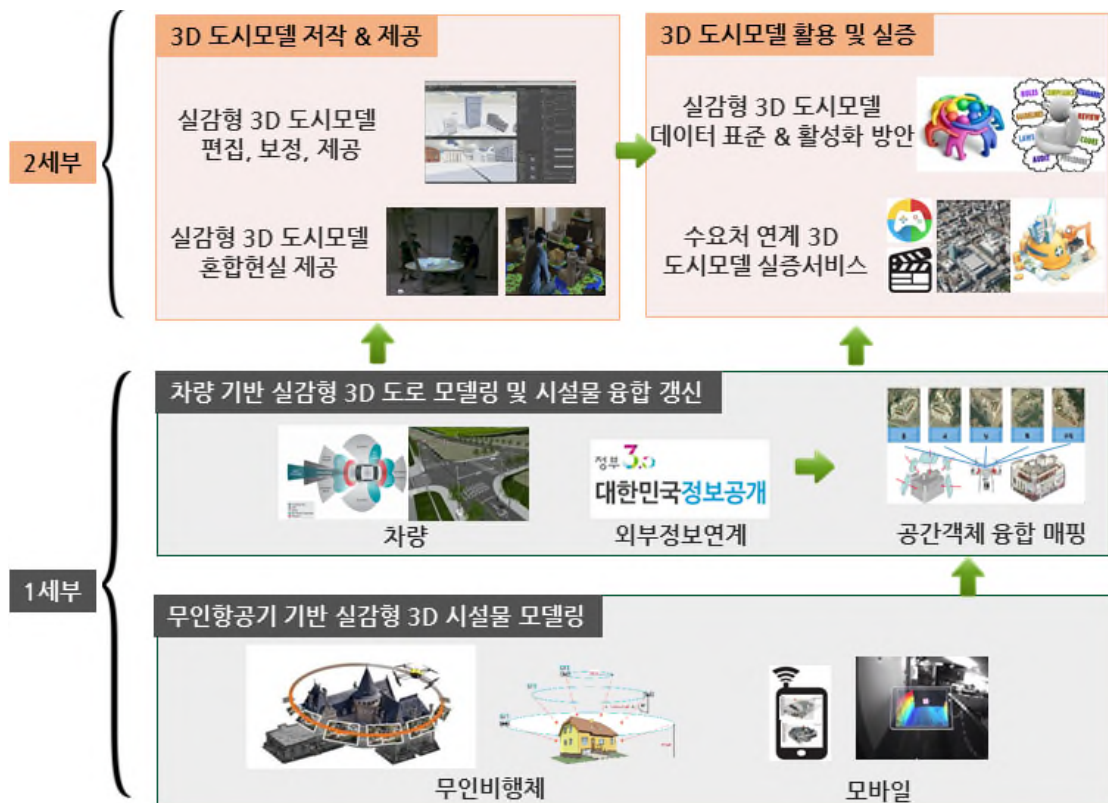 3D 도시모델 저작 & 제공
3D 도시모델 활용 및 실증
2세부
실감형 3D 도시모델
편집, 보정, 제공
실감형 3D 도시모델
혼합현실 제공
실감형 3D 도시모델
데이터 표준 & 활성화 방안
RULES
COMPLIANCE
STANDARDS
GUIDELINES
REVIEW
LAWS
CODES
AUDIT
수요처 연계 3D
도시모델 실증서비스
1세부
차량 기반 실감형 3D 도로 모델링 및 시설물 융합 갱신
정부 3.0
대한민국정보공개
차량
외부정보연계
공간객체 융합 매핑
무인항공기 기반 실감형 3D 시설물 모델링
무인비행체
모바일